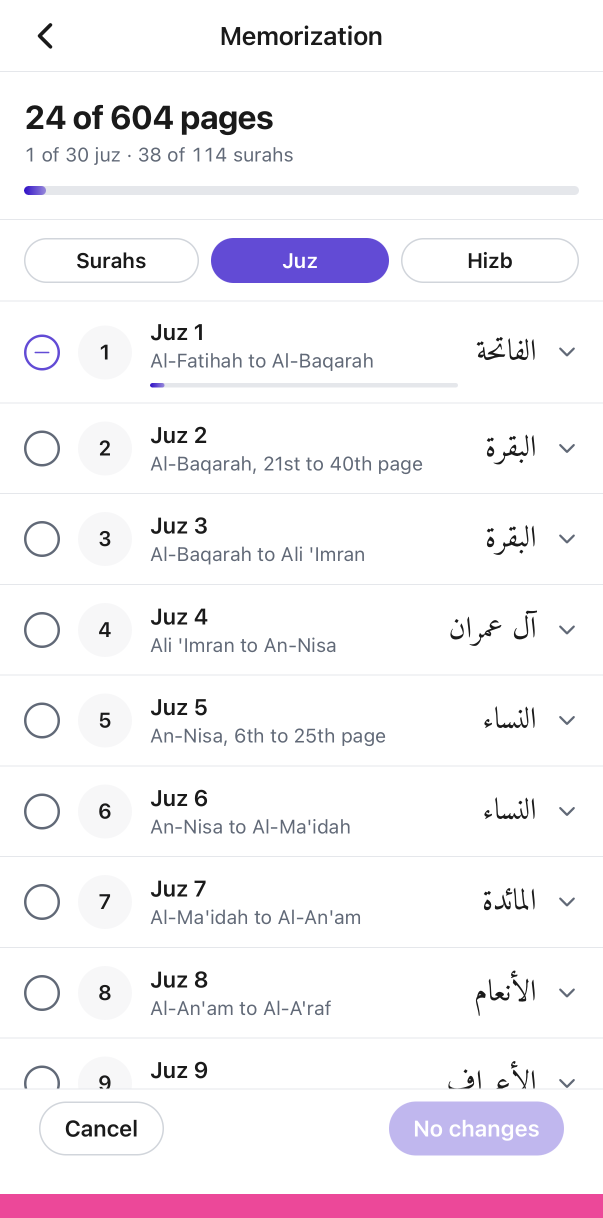 Memorization
24 of 604 pages
1 of 30 juz · 38 of 114 surahs
Surahs
Juz
Hizb
1
Juz 1
Al-Fatihah to Al-Baqarah
الفاتحة
2
Juz 2
Al-Baqarah, 21st to 40th page
البقرة
3
Juz 3
Al-Baqarah to Ali 'Imran
البقرة
4
Juz 4
Ali 'Imran to An-Nisa
آل عمران
5
Juz 5
An-Nisa, 6th to 25th page
النساء
6
Juz 6
An-Nisa to Al-Ma'idah
النساء
7
Juz 7
Al-Ma'idah to Al-An'am
المائدة
8
Juz 8
Al-An'am to Al-A'raf
الأنعام
9
Juz 9
الأعراف
Cancel
No changes